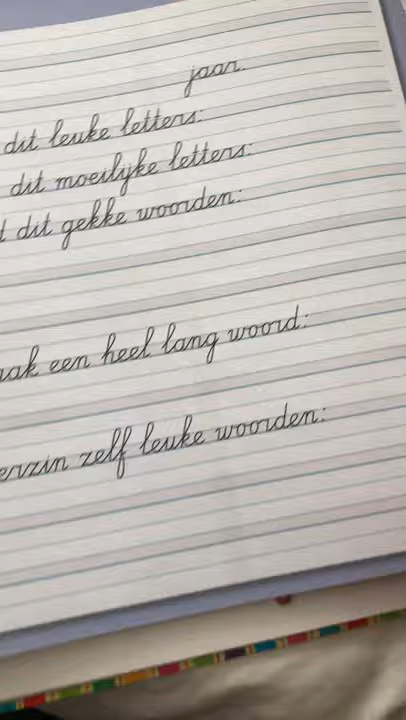 jaar.
dit leuke letters:
dit moeilijke letters:
dit gekke woorden:
een heel lang woord:
zelf leuke woorden: